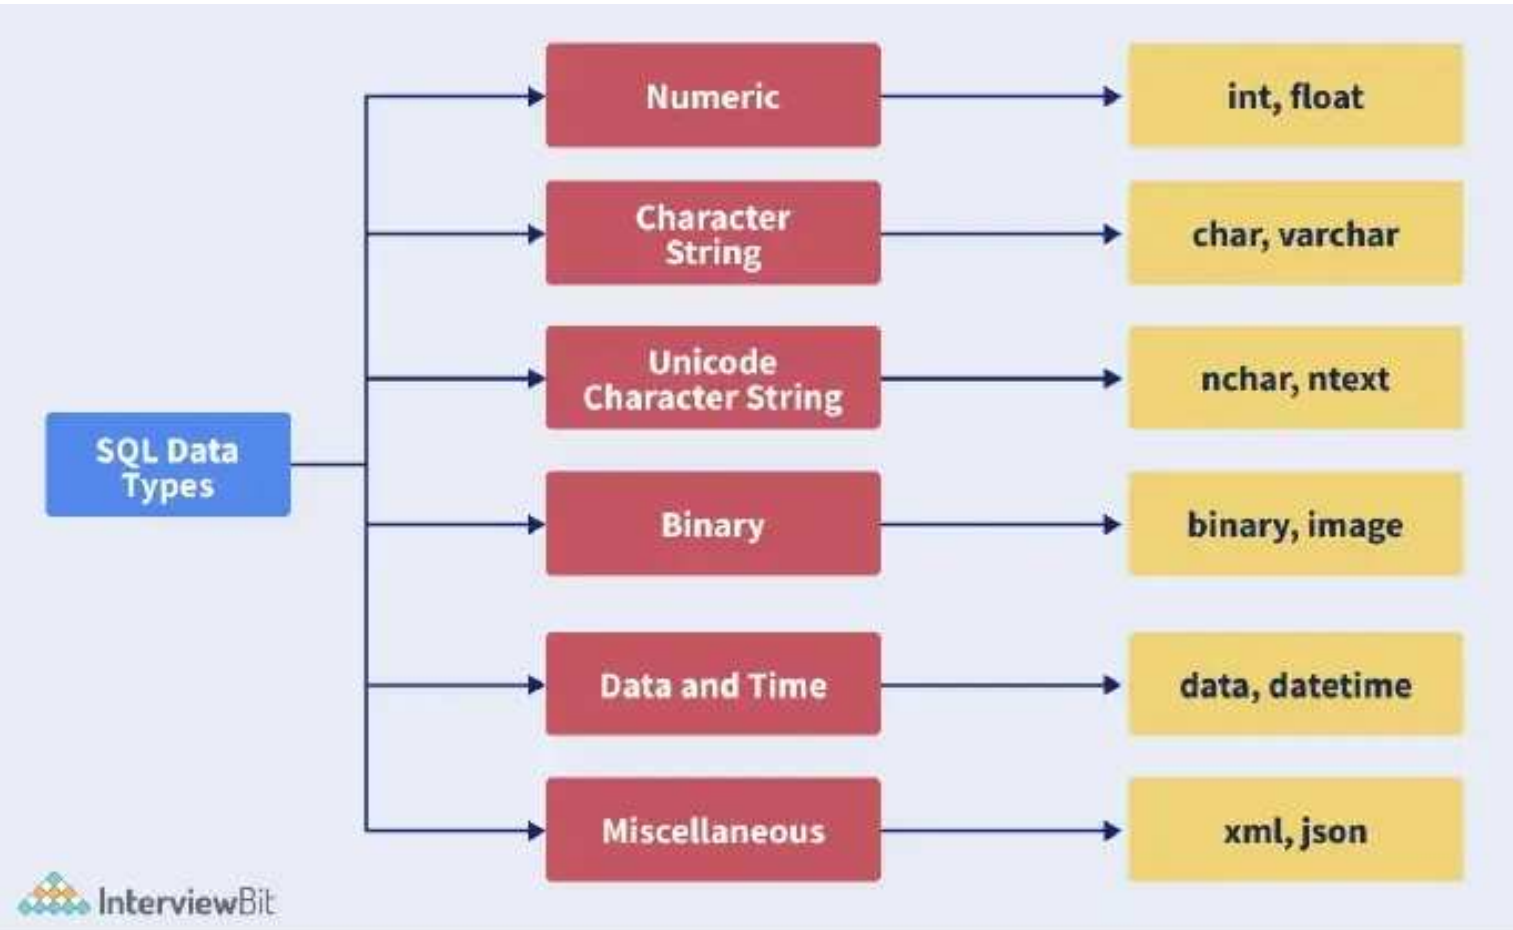 Numeric
int, float
Character
String
char, varchar
Unicode
Character String
nchar, ntext
SQL Data
Types
Binary
binary, image
Data and Time
data, datetime
Miscellaneous
xml, json
InterviewBit